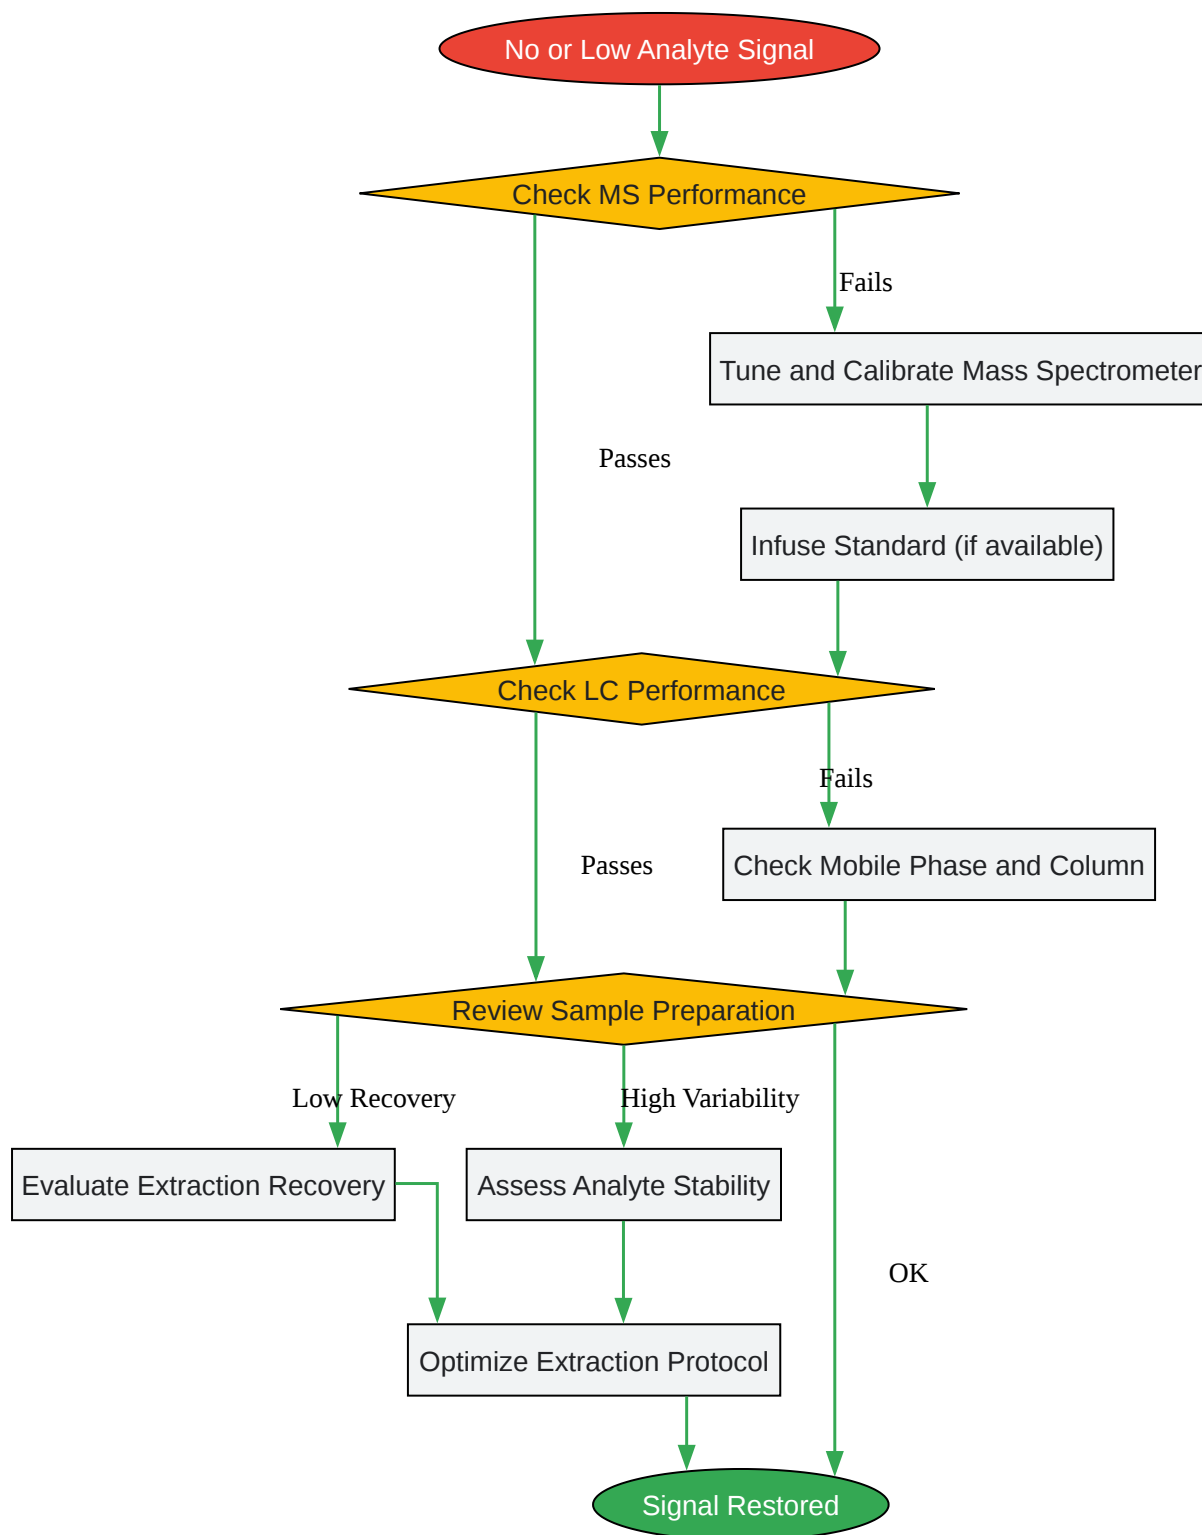 No or Low Analyte Signal
Check MS Performance
Fails
Tune and Calibrate Mass Spectrometer
Passes
Infuse Standard (if available)
Check LC Performance
Fails
Passes
Check Mobile Phase and Column
Review Sample Preparation
Low Recovery
High Variability
Evaluate Extraction Recovery
Assess Analyte Stability
OK
Optimize Extraction Protocol
Signal Restored